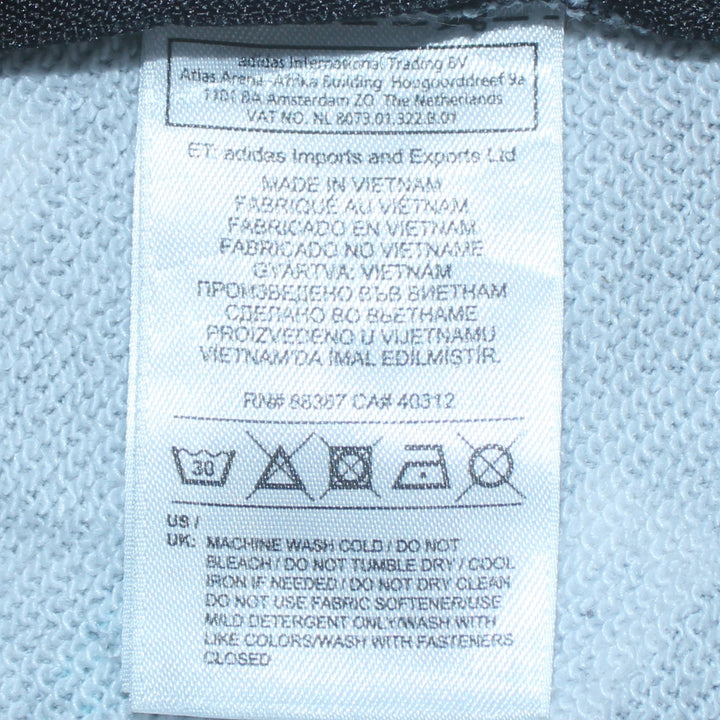 adidas International Trading BV
Atlas Arena-Afrika Building Hoogoorddreef 9a
1101 BA Amsterdam ZO The Netherlands
VAT NO. NL 8073.01.322.B.01
ET: adidas Imports and Exports Ltd
MADE IN VIETNAM
FABRIQUÉ AU VIETNAM
FABRICADO EN VIETNAM
FABRICADO NO VIETNAME
GYÁRTVA: VIETNAM
ПРОИЗВЕДЕНО ВЪВ ВИЕТНАМ
СДЕЛАНО ВО ВЬЕТНАМЕ
PROIZVEDENO U VIJETNAMU
VIETNAM'DA İMAL EDİLMİSTİR.
RN# 88387 CA# 40312
30
US /
UK: MACHINE WASH COLD / DO NOT
BLEACH / DO NOT TUMBLE DRY / COOL
IRON IF NEEDED / DO NOT DRY CLEAN
DO NOT USE FABRIC SOFTENER/USE
MILD DETERGENT ONLY/WASH WITH
LIKE COLORS/WASH WITH FASTENERS
CLOSED